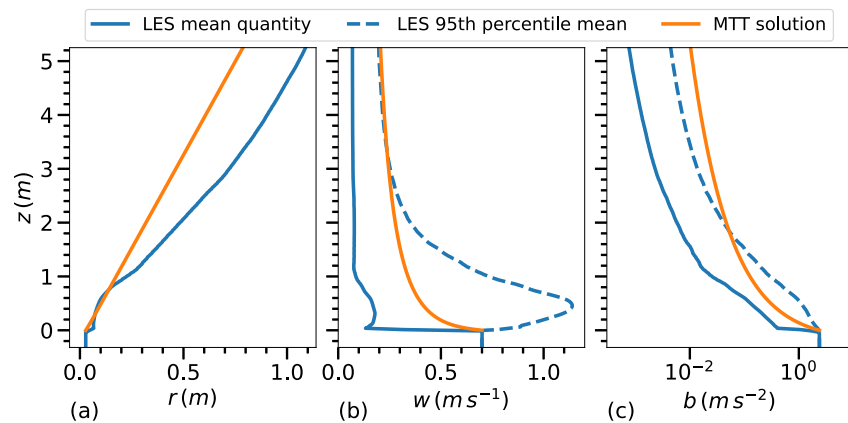 LES mean quantity LES 95th percentile mean MTT solution
5
4
3
2
1
0
z (m)
0.0 0.5 1.0
0.0 0.5 1.0
10⁻² 10⁰
(a) r (m) (b) w (m s⁻¹) (c) b (m s⁻²)